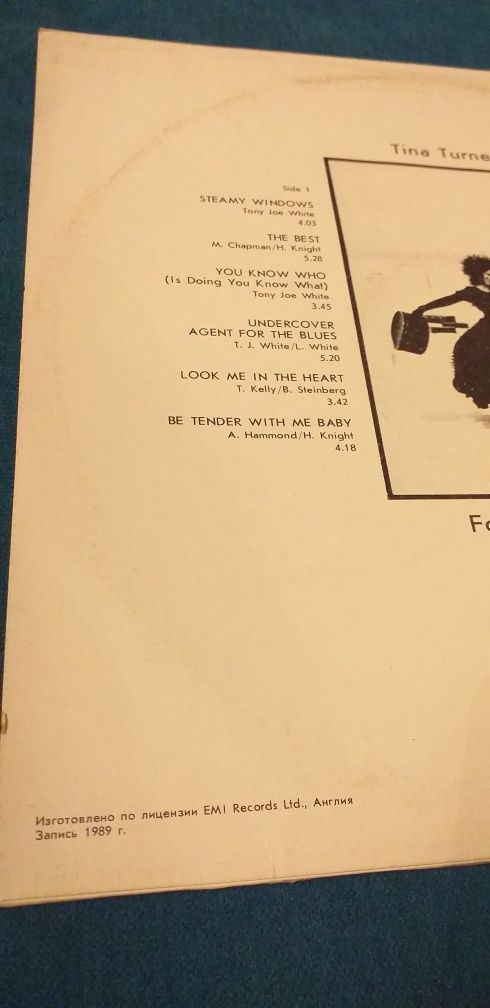 Tina Turne
Side 1
STEAMY WINDOWS
Tony Joe White
4.03
THE BEST
M. Chapman/H. Knight
5.28
YOU KNOW WHO
(Is Doing You Know What)
Tony Joe White
3.45
UNDERCOVER
AGENT FOR THE BLUES
T. J. White/L. White
5.20
LOOK ME IN THE HEART
T. Kelly/B. Steinberg
3.42
BE TENDER WITH ME BABY
A. Hammond/H. Knight
4.18
Fo
Изготовлено по лицензии EMI Records Ltd., Англия
Запись 1989 г.